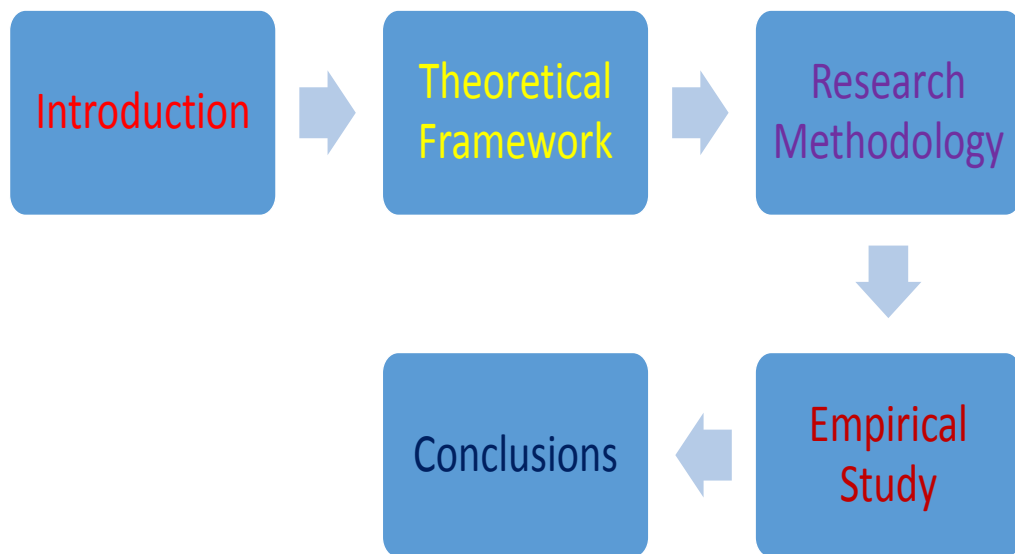 Introduction
Theoretical
Framework
Research
Methodology
Empirical
Study
Conclusions